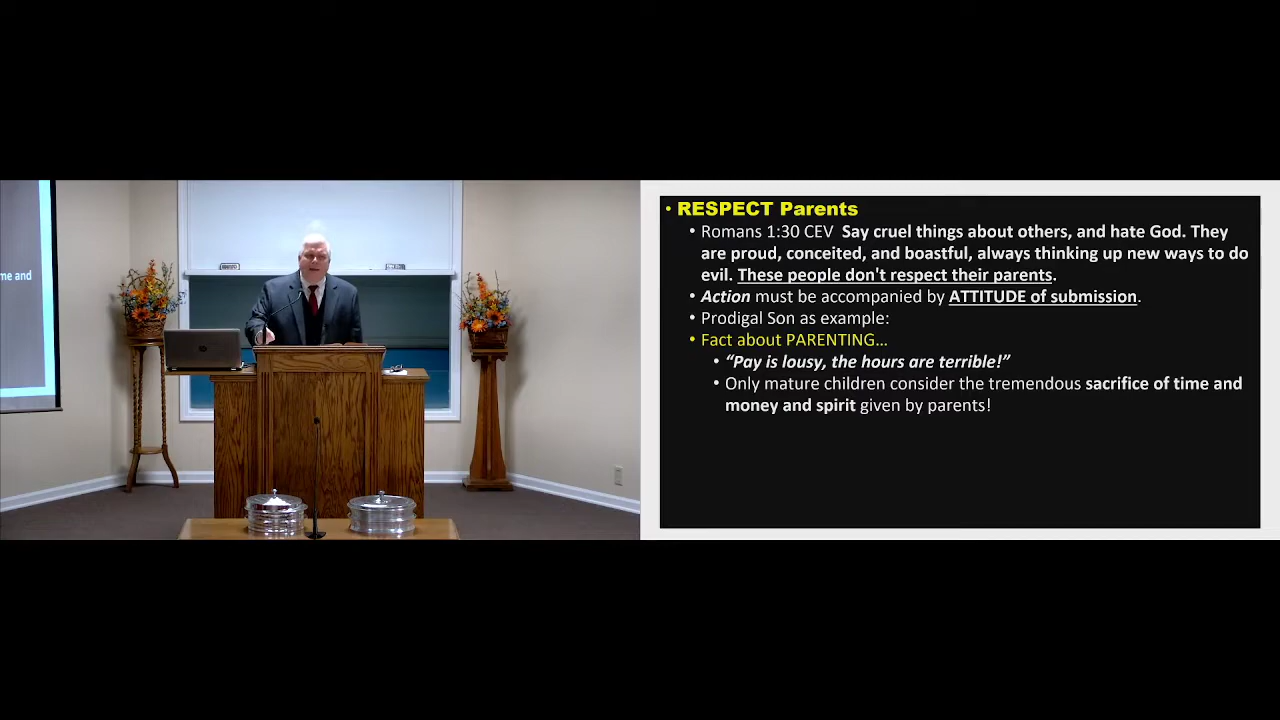 me and
• RESPECT Parents
• Romans 1:30 CEV Say cruel things about others, and hate God. They
are proud, conceited, and boastful, always thinking up new ways to do
evil. These people don't respect their parents.
• Action must be accompanied by ATTITUDE of submission.
• Prodigal Son as example:
• Fact about PARENTING…
• “Pay is lousy, the hours are terrible!”
• Only mature children consider the tremendous sacrifice of time and
money and spirit given by parents!